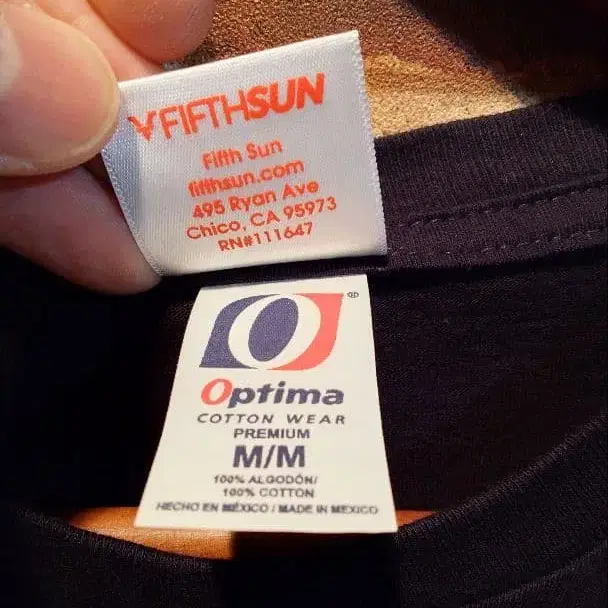 FIFTHSUN
Fifth Sun
fifthsun.com
495 Ryan Ave
Chico, CA 95973
RN#111647
®
Optima
COTTON WEAR
PREMIUM
M/M
100% ALGODÓN/
100% COTTON
HECHO EN MÉXICO / MADE IN MEXICO